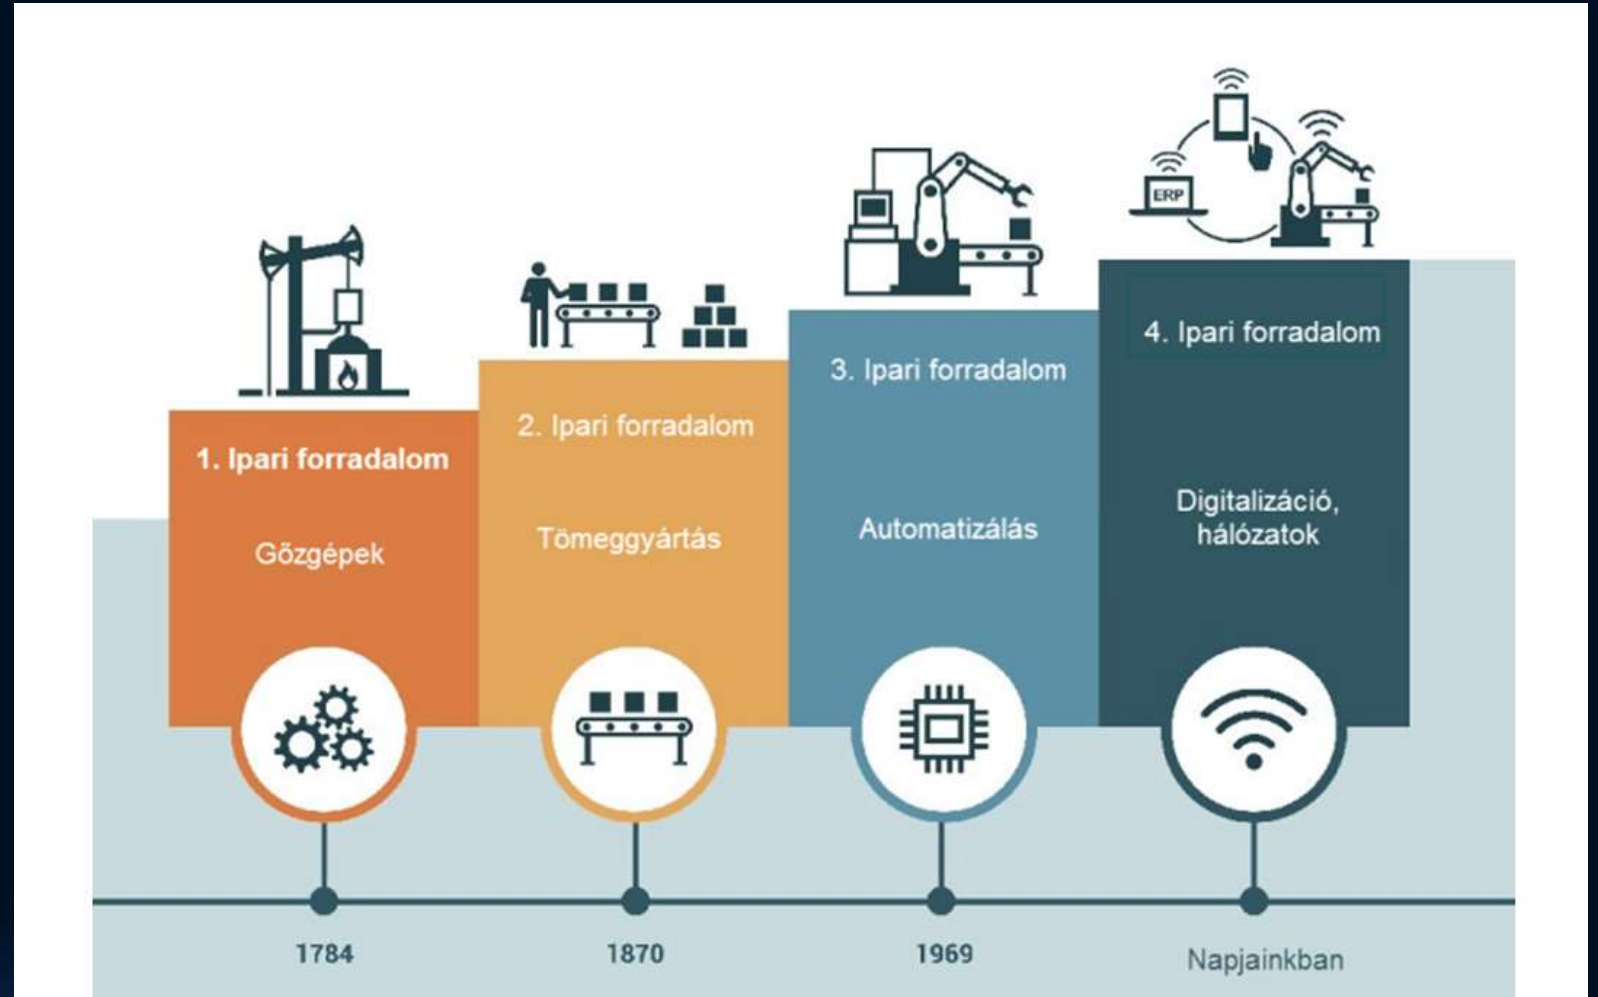 ERP
1. Ipari forradalom
Gőzgépek
2. Ipari forradalom
Tömeggyártás
3. Ipari forradalom
Automatizálás
4. Ipari forradalom
Digitalizáció,
hálózatok
1784
1870
1969
Napjainkban